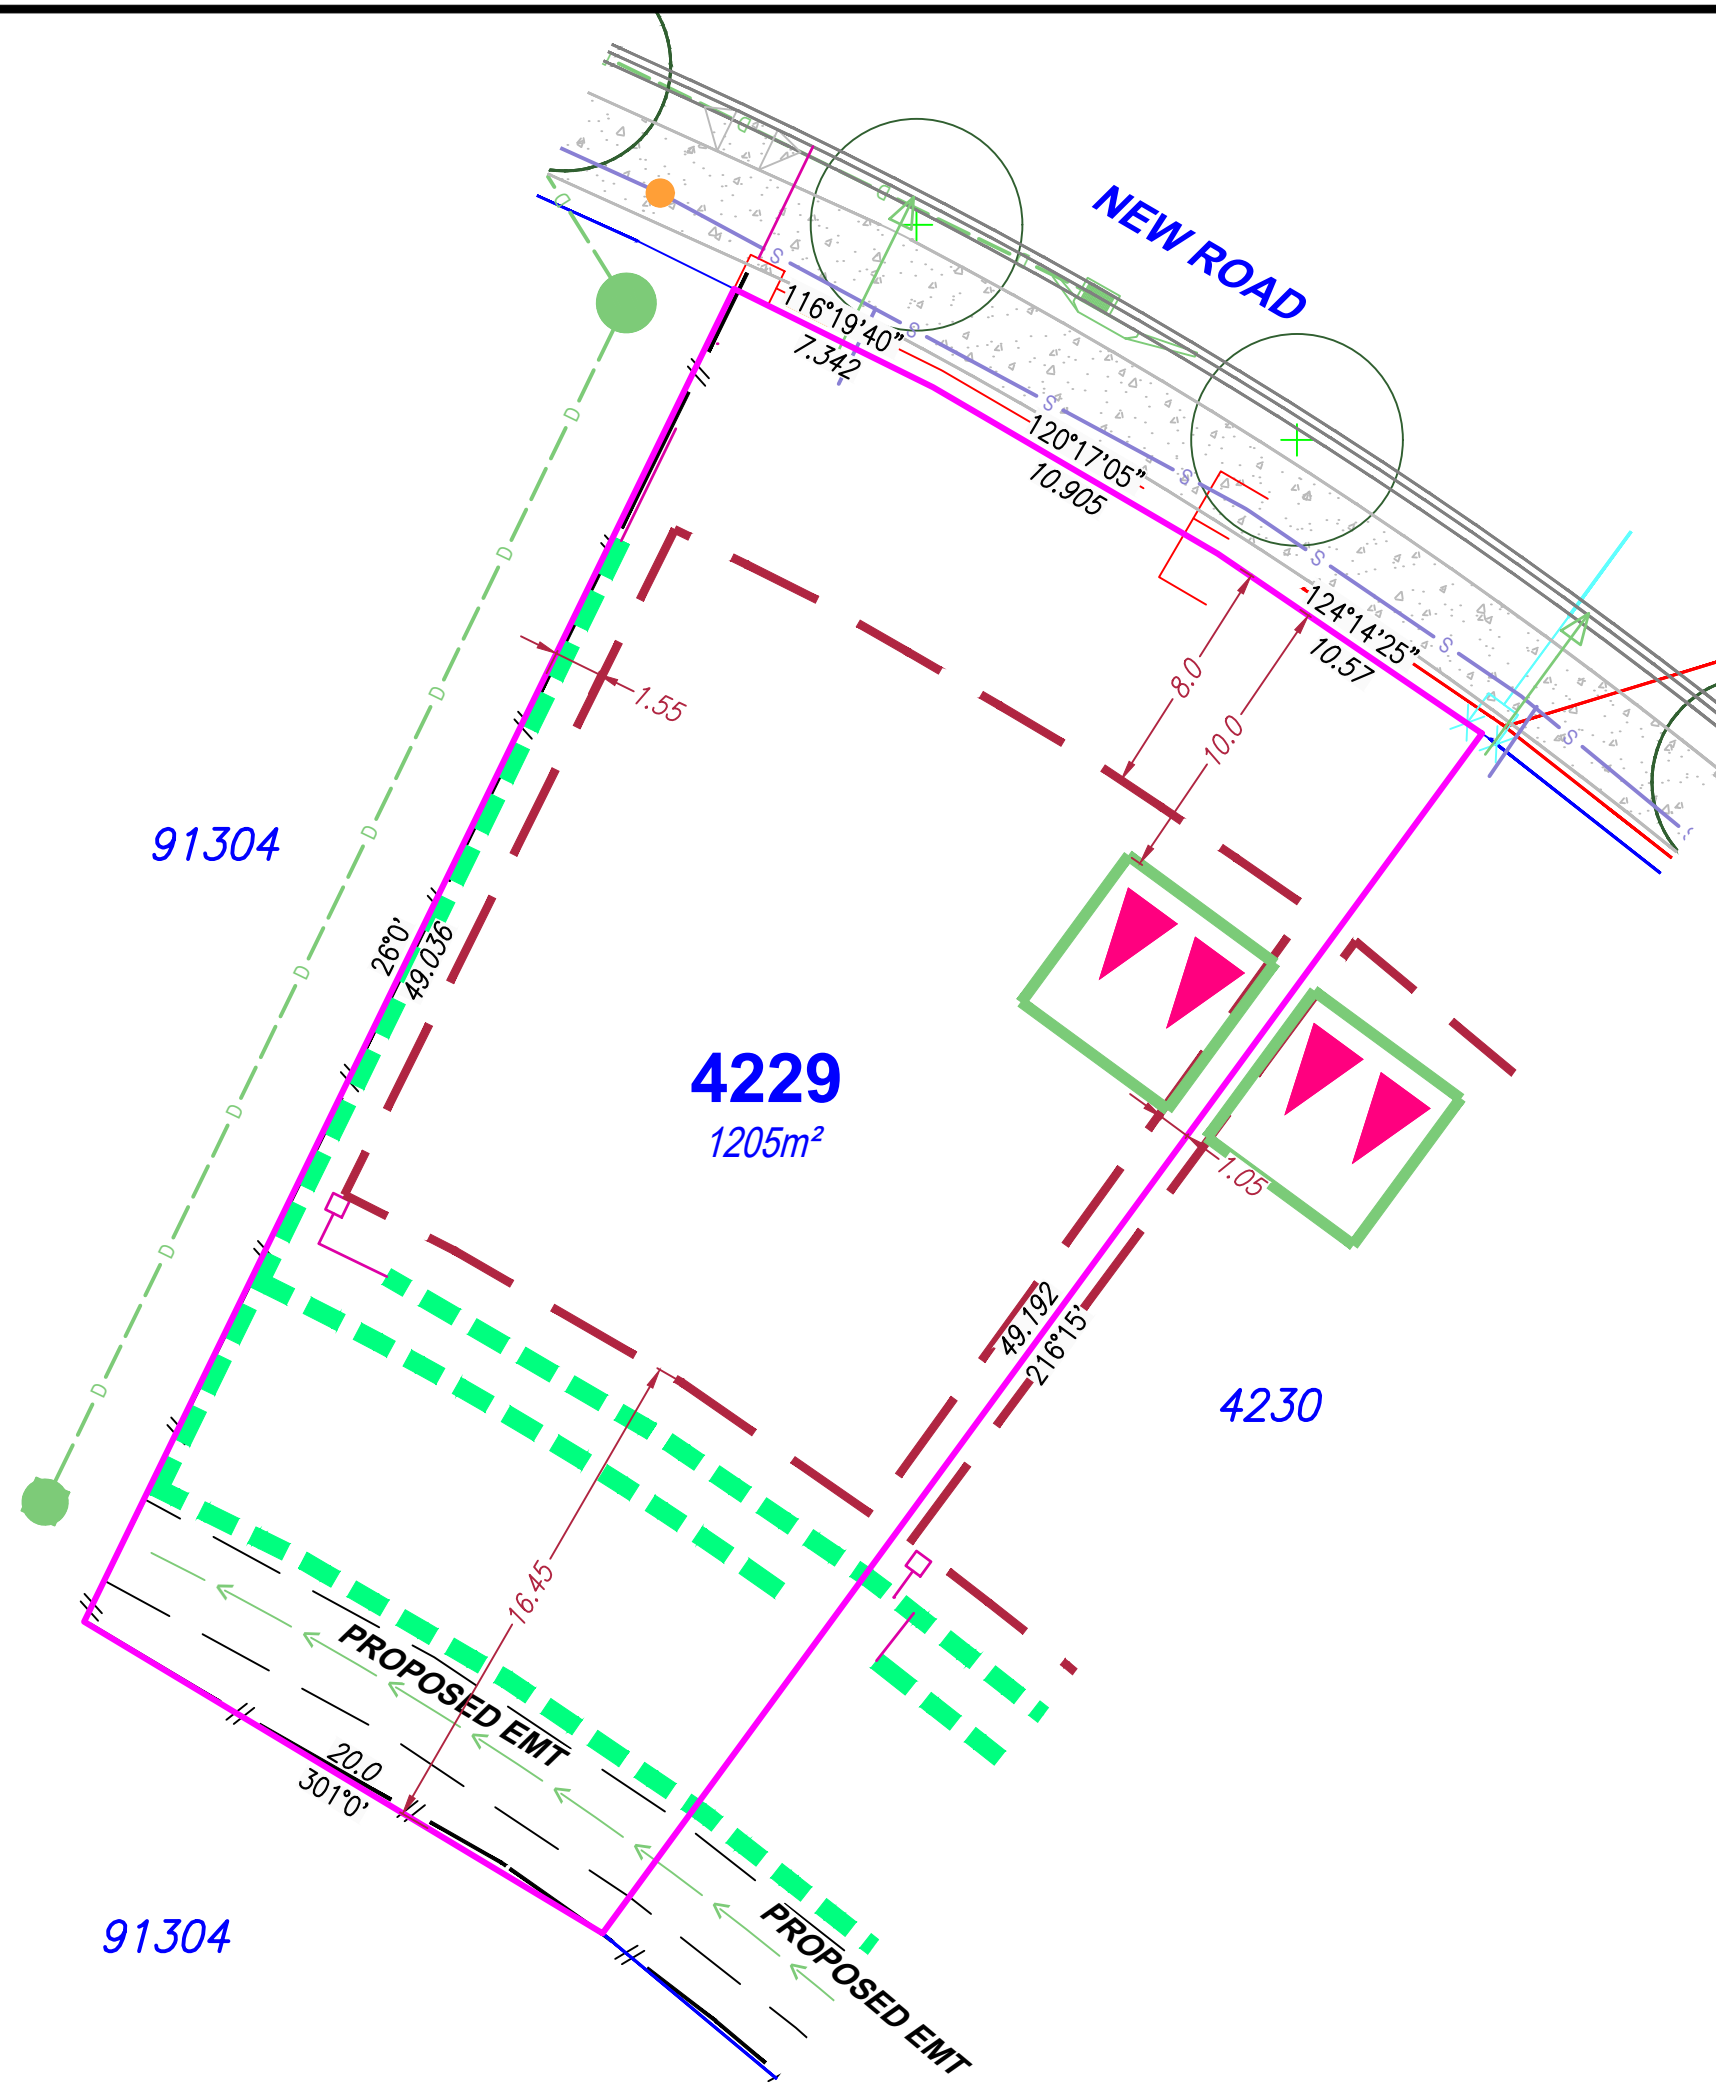 NEW ROAD
D
D
D
S
116°19'40"
7.342
S
S
120°17'05"
10.905
S
S
124°14'25"
10.57
S
S
D
D
D
D
D
D
D
D
8.0
10.0
1.55
91304
26°0'
49.036
4229
1205m²
1.05
49.192
216°15'
4230
16.45
PROPOSED EMT
20.0
301°0'
91304
PROPOSED EMT